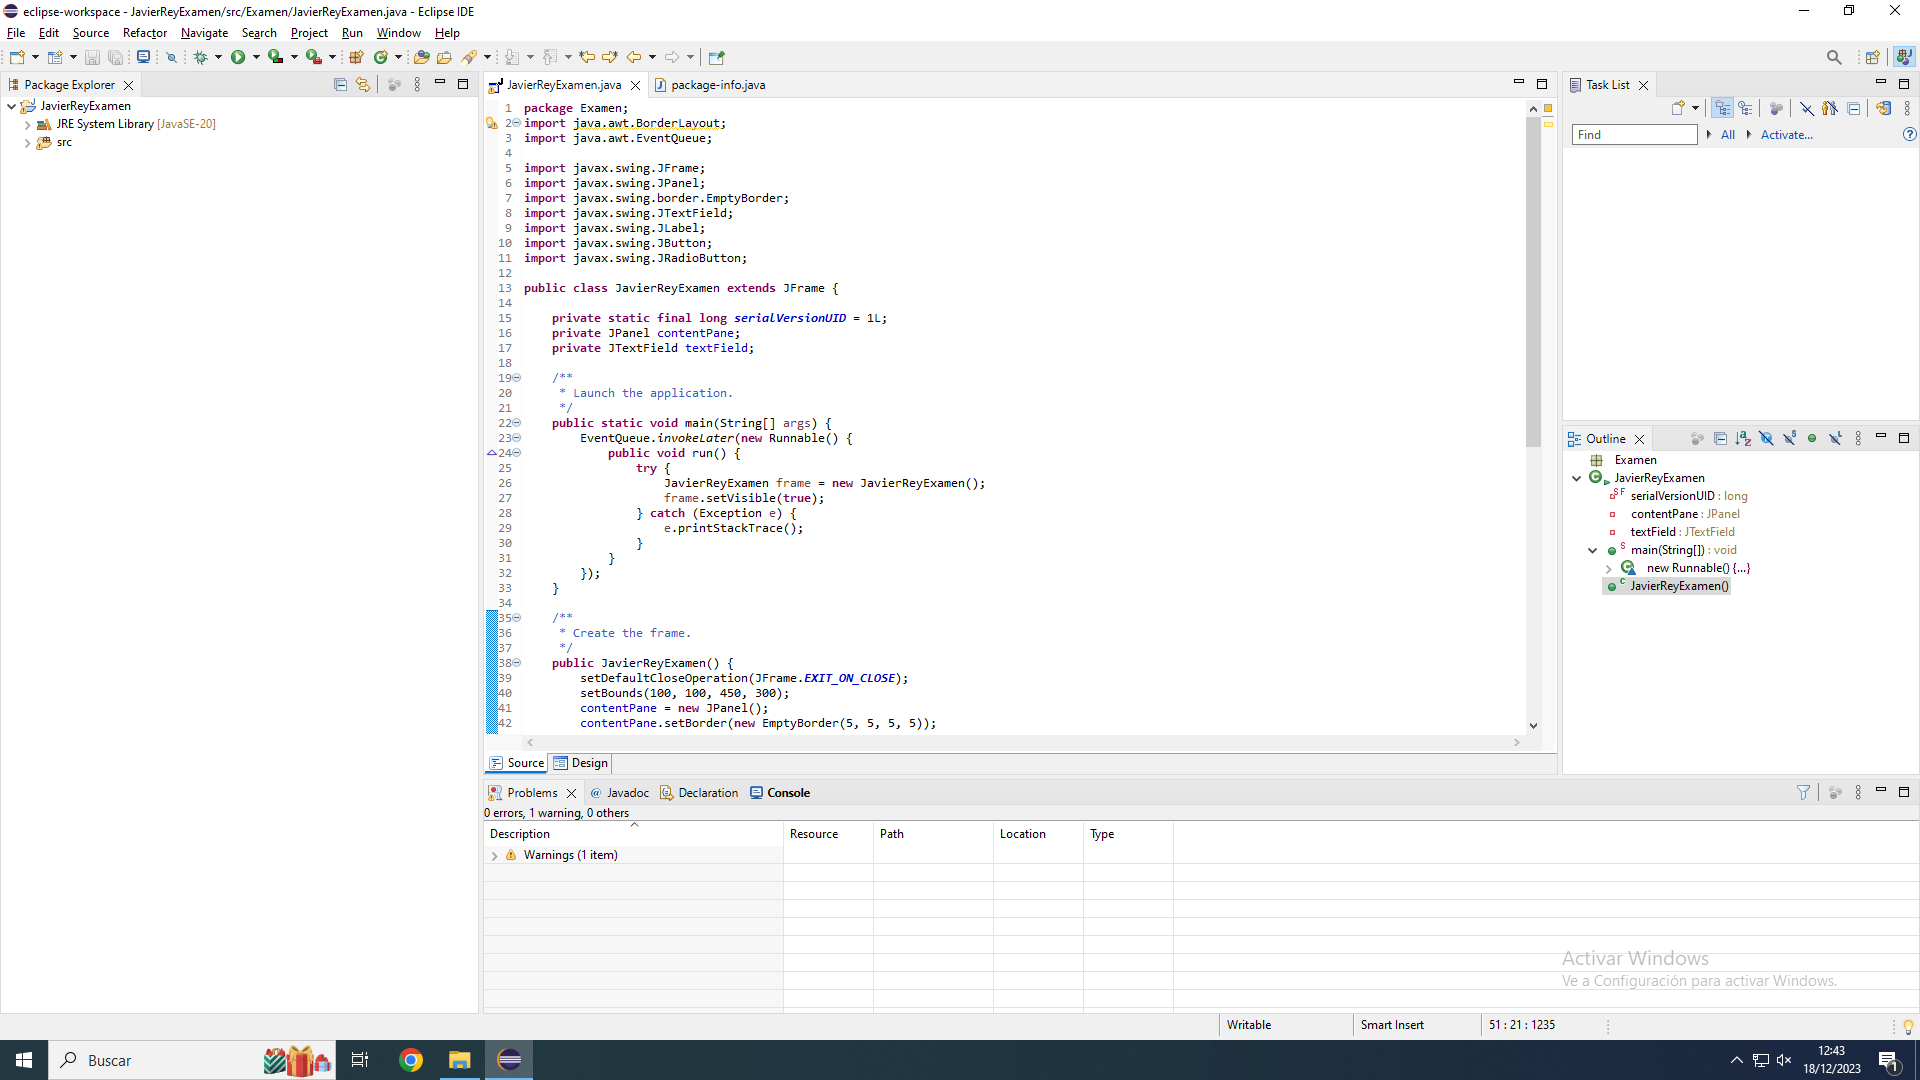 eclipse-workspace - JavierReyExamen/src/Examen/JavierReyExamen.java - Eclipse IDE
File Edit Source Refactor Navigate Search Project Run Window Help
Package Explorer
JavierReyExamen
JRE System Library [JavaSE-20]
src
JavierReyExamen.java
package-info.java
1 package Examen;
2 import java.awt.BorderLayout;
3 import java.awt.EventQueue;
4
5 import javax.swing.JFrame;
6 import javax.swing.JPanel;
7 import javax.swing.border.EmptyBorder;
8 import javax.swing.JTextField;
9 import javax.swing.JLabel;
10 import javax.swing.JButton;
11 import javax.swing.JRadioButton;
12
13 public class JavierReyExamen extends JFrame {
14
15 private static final long serialVersionUID = 1L;
16 private JPanel contentPane;
17 private JTextField textField;
18
19 /**
20 * Launch the application.
21 */
22 public static void main(String[] args) {
23 EventQueue.invokeLater(new Runnable() {
24 public void run() {
25 try {
26 JavierReyExamen frame = new JavierReyExamen();
27 frame.setVisible(true);
28 } catch (Exception e) {
29 e.printStackTrace();
30 }
31 }
32 });
33 }
34
35 /**
36 * Create the frame.
37 */
38 public JavierReyExamen() {
39 setDefaultCloseOperation(JFrame.EXIT_ON_CLOSE);
40 setBounds(100, 100, 450, 300);
41 contentPane = new JPanel();
42 contentPane.setBorder(new EmptyBorder(5, 5, 5, 5));
Source Design
Task List
Find All Activate...
Outline
Examen
JavierReyExamen
serialVersionUID : long
contentPane : JPanel
textField : JTextField
main(String[]) : void
new Runnable() {...}
JavierReyExamen()
Problems Javadoc Declaration Console
0 errors, 1 warning, 0 others
Description Resource Path Location Type
Warnings (1 item)
Activar Windows
Ve a Configuración para activar Windows.
Writable Smart Insert 51 : 21 : 1235
Buscar
12:43
18/12/2023
1